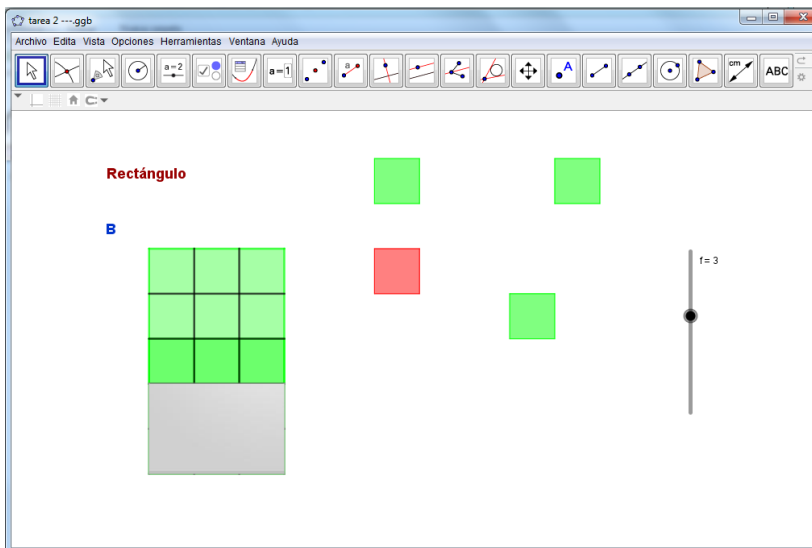 tarea 2 ---.ggb
Archivo Edita Vista Opciones Herramientas Ventana Ayuda
a=2 a=1 a A cm ABC
Rectángulo
B
f = 3